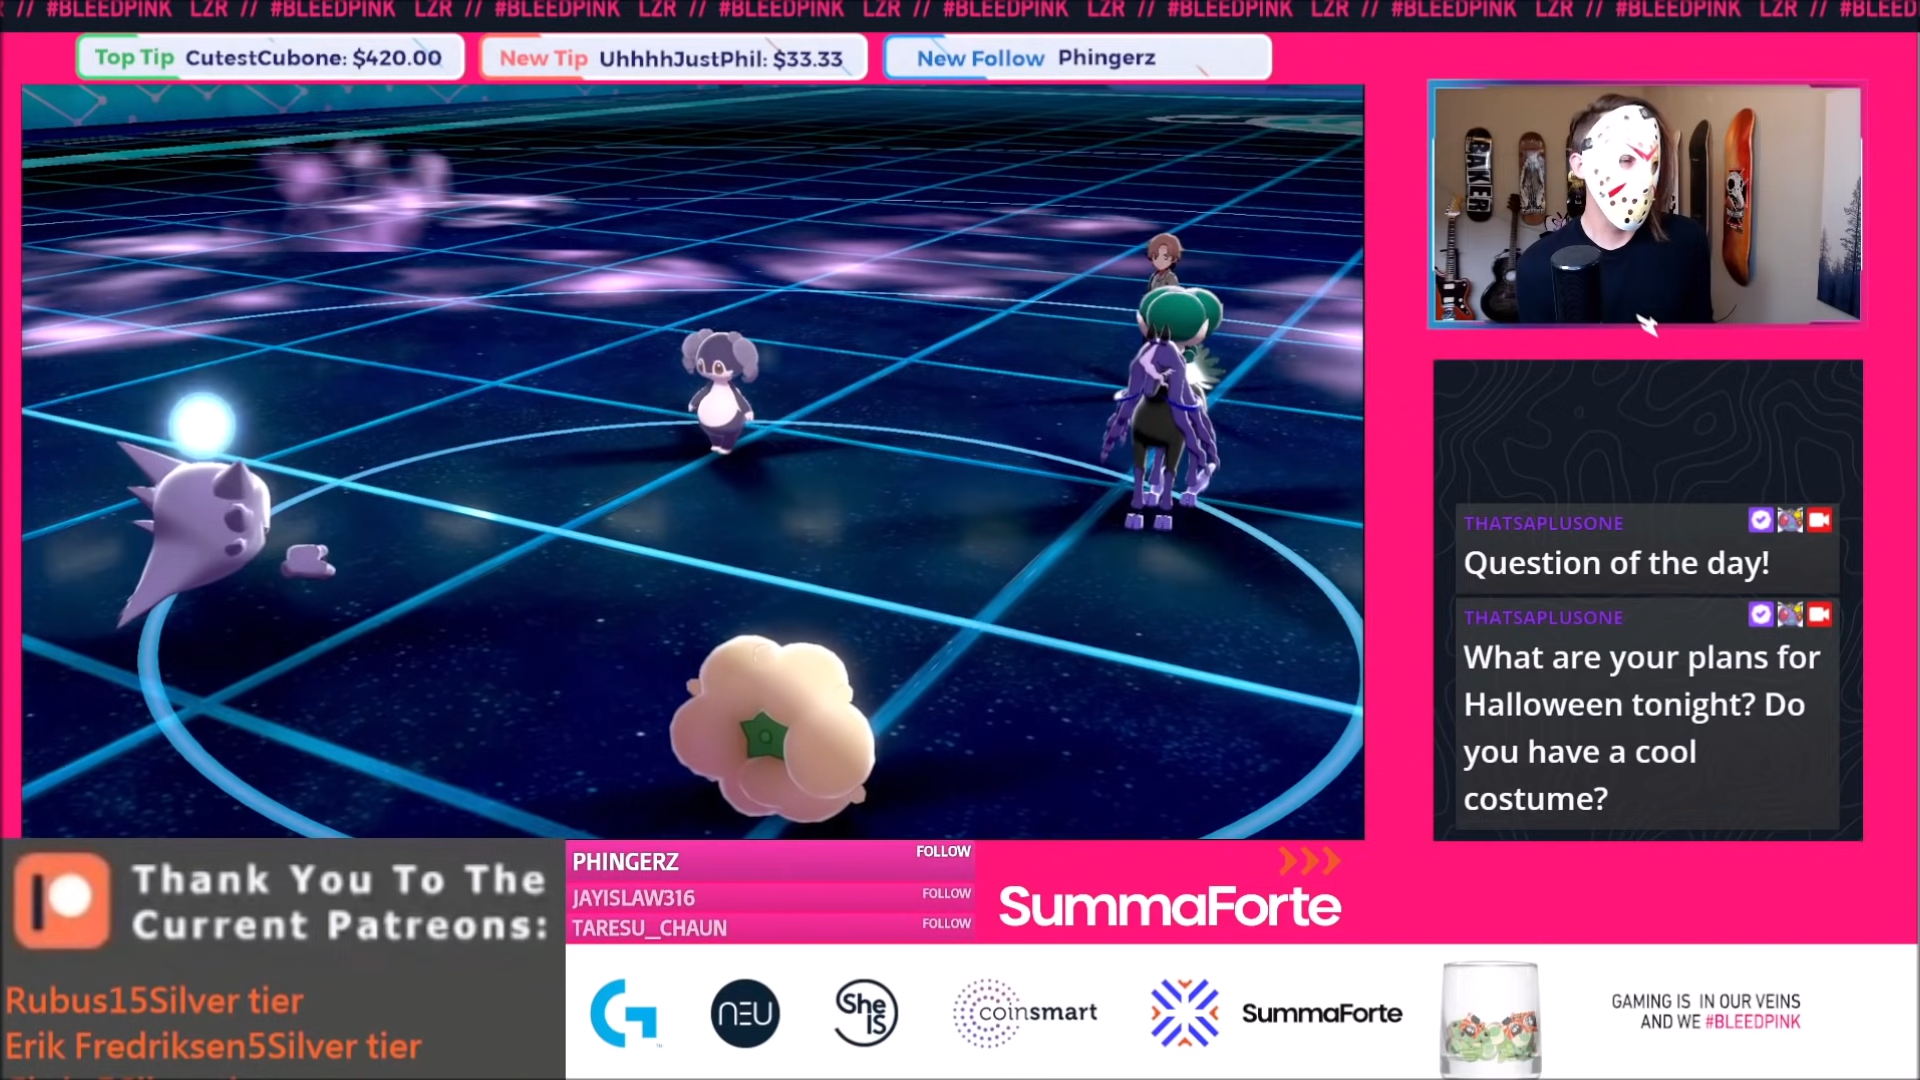 // #BLEEDPINK LZR // #BLEEDPINK LZR // #BLEEDPINK LZR // #BLEEDPINK LZR // #BLEEDPINK LZR // #BLEEDPINK LZR // #BLEEDPINK LZR // #BLEEDPINK LZR // #BLEED
Top Tip CutestCubone: $420.00
New Tip UhhhhJustPhil: $33.33
New Follow Phingerz
BAKER
THATSAPLUSONE
Question of the day!
THATSAPLUSONE
What are your plans for
Halloween tonight? Do
you have a cool
costume?
Thank You To The
Current Patreons:
Rubus15Silver tier
Erik Fredriksen5Silver tier
PHINGERZ FOLLOW
JAYISLAW316 FOLLOW
TARESU_CHAUN FOLLOW
SummaForte
G
NEU
She
IS
coinsmart
SummaForte
GAMING IS IN OUR VEINS
AND WE #BLEEDPINK